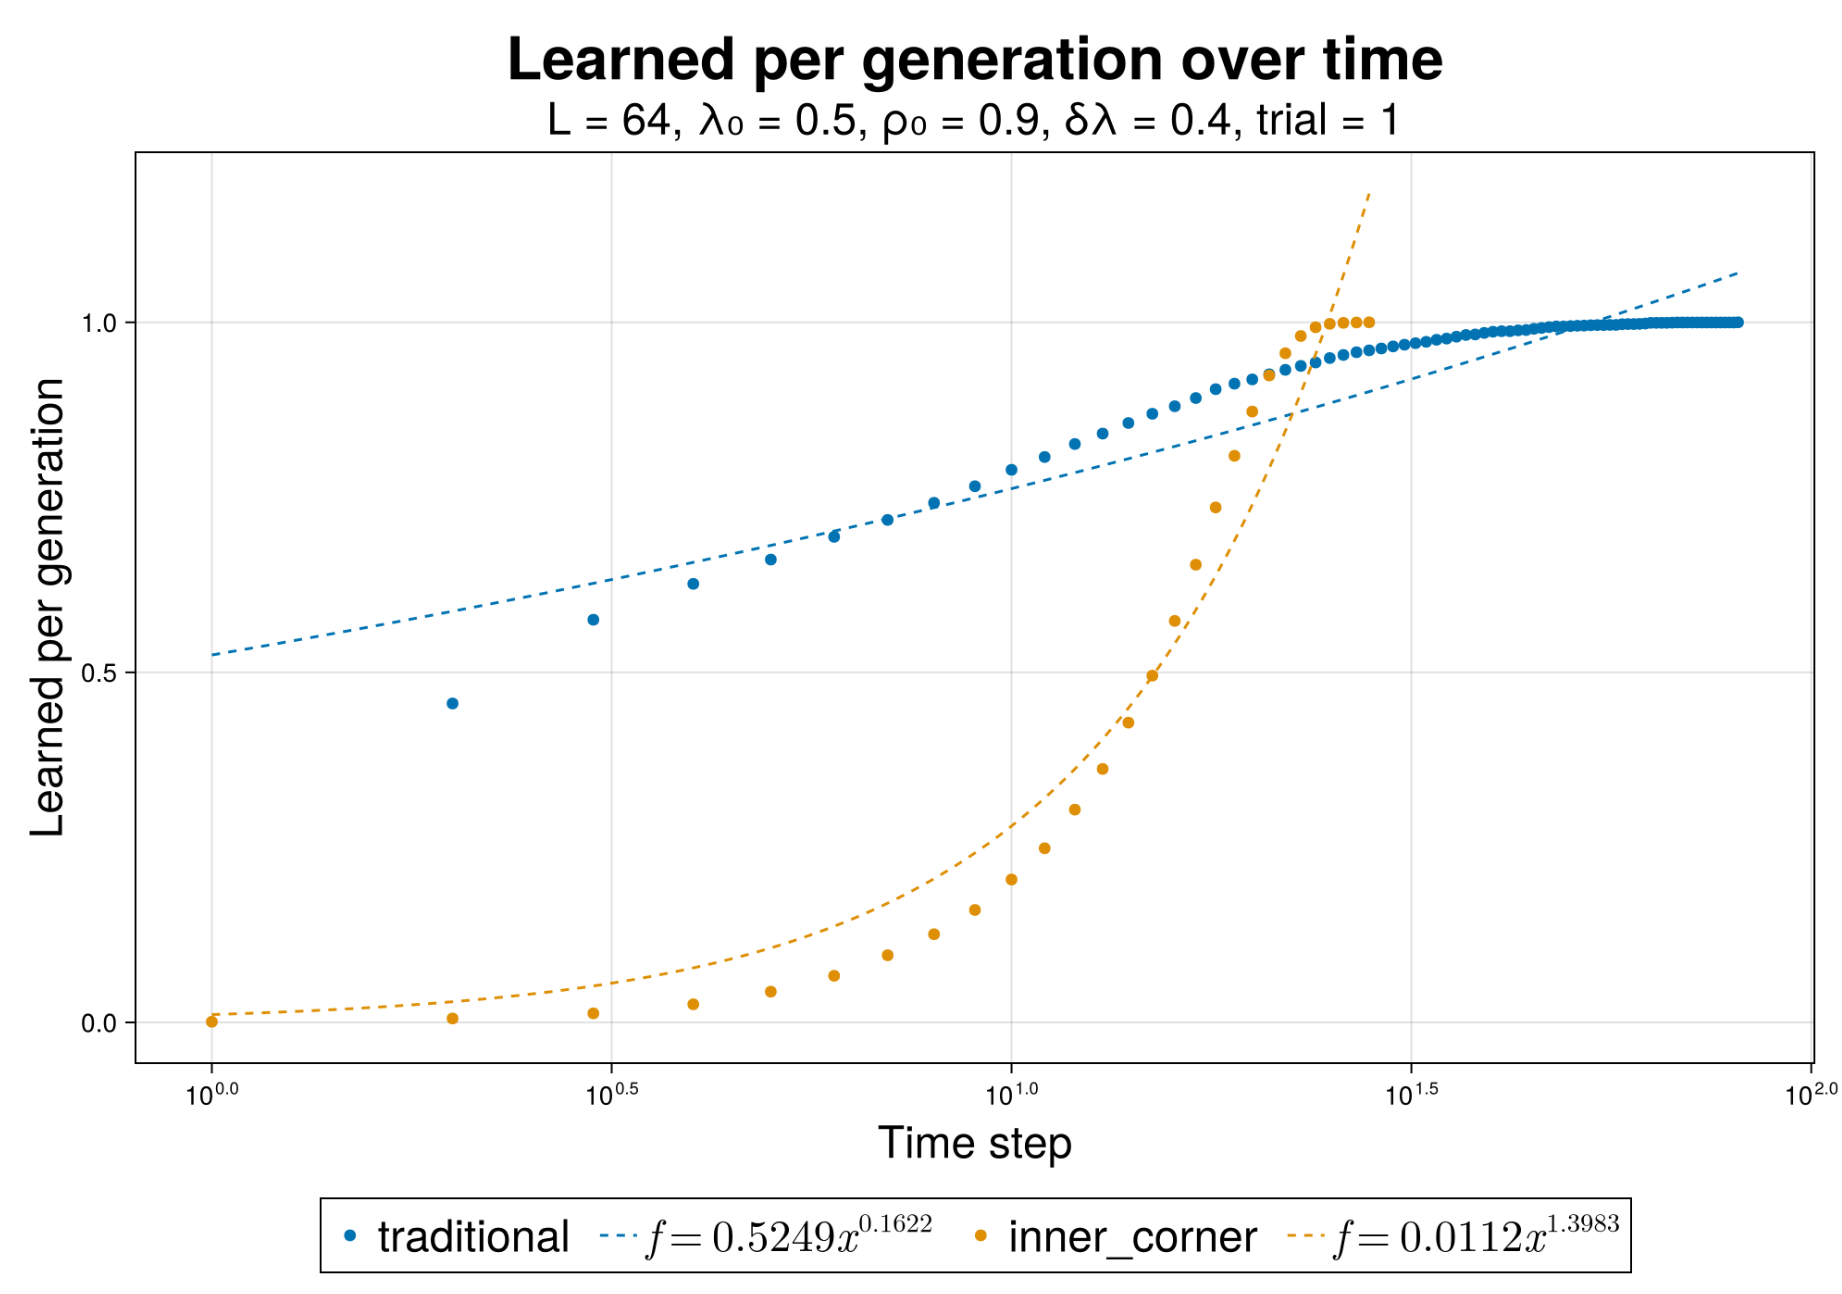 Learned per generation over time
L = 64, λ₀ = 0.5, ρ₀ = 0.9, δλ = 0.4, trial = 1
Learned per generation
1.0
0.5
0.0
10^0.0 10^0.5 10^1.0 10^1.5 10^2.0
Time step
traditional f = 0.5249x^0.1622 inner_corner f = 0.0112x^1.3983